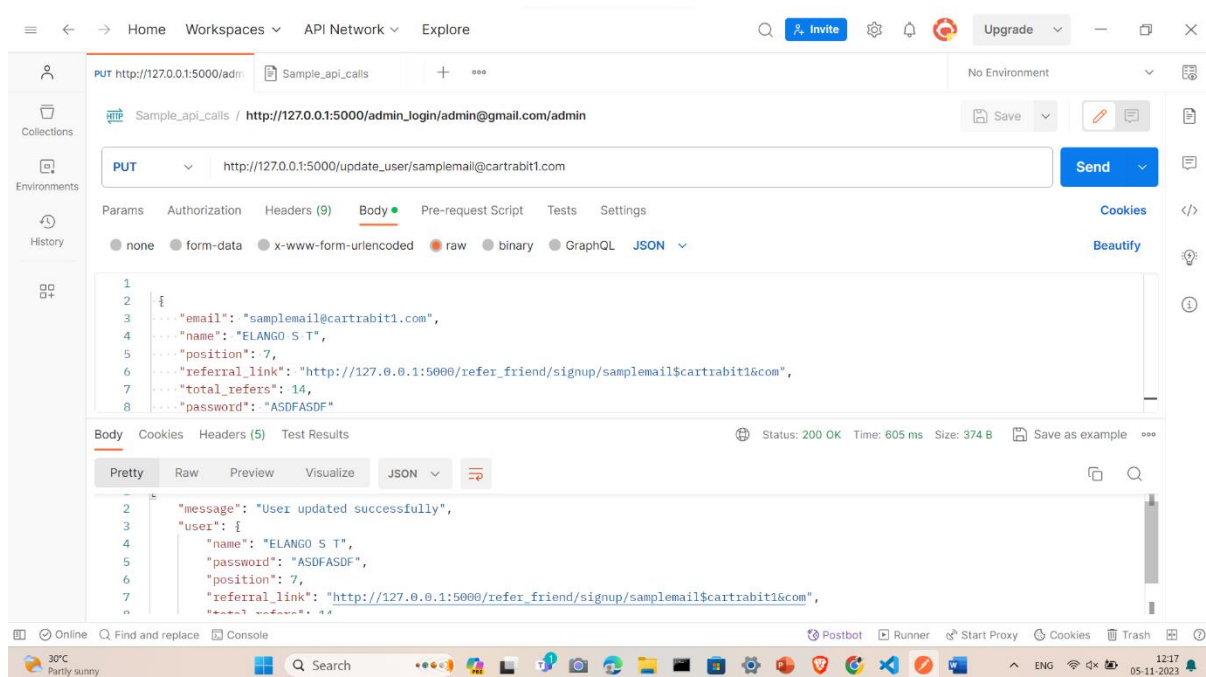 Home Workspaces API Network Explore Invite Upgrade
PUT http://127.0.0.1:5000/adm Sample_api_calls No Environment
HTTP Sample_api_calls / http://127.0.0.1:5000/admin_login/admin@gmail.com/admin Save
Collections
PUT http://127.0.0.1:5000/update_user/samplemail@cartrabit1.com Send
Environments
Params Authorization Headers (9) Body Pre-request Script Tests Settings Cookies
History
none form-data x-www-form-urlencoded raw binary GraphQL JSON Beautify
1
2 {
3 "email": "samplemail@cartrabit1.com",
4 "name": "ELANGO S T",
5 "position": 7,
6 "referral_link": "http://127.0.0.1:5000/refer_friend/signup/samplemail$cartrabit1&com",
7 "total_refers": 14,
8 "password": "ASDFASDF"
Body Cookies Headers (5) Test Results Status: 200 OK Time: 605 ms Size: 374 B Save as example
Pretty Raw Preview Visualize JSON
2 "message": "User updated successfully",
3 "user": {
4 "name": "ELANGO S T",
5 "password": "ASDFASDF",
6 "position": 7,
7 "referral_link": "http://127.0.0.1:5000/refer_friend/signup/samplemail$cartrabit1&com",
8 "total_refers": 14
Online Find and replace Console Postbot Runner Start Proxy Cookies Trash
30°C
Partly sunny
Search
ENG
12:17
05-11-2023